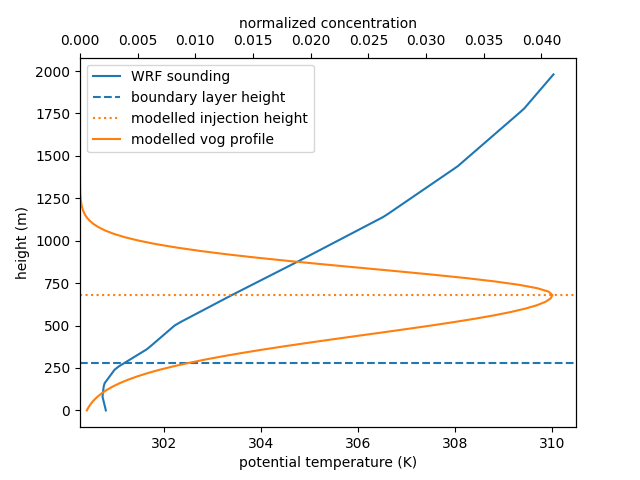 normalized concentration
0.000 0.005 0.010 0.015 0.020 0.025 0.030 0.035 0.040
WRF sounding
boundary layer height
modelled injection height
modelled vog profile
height (m)
2000
1750
1500
1250
1000
750
500
250
0
302 304 306 308 310
potential temperature (K)